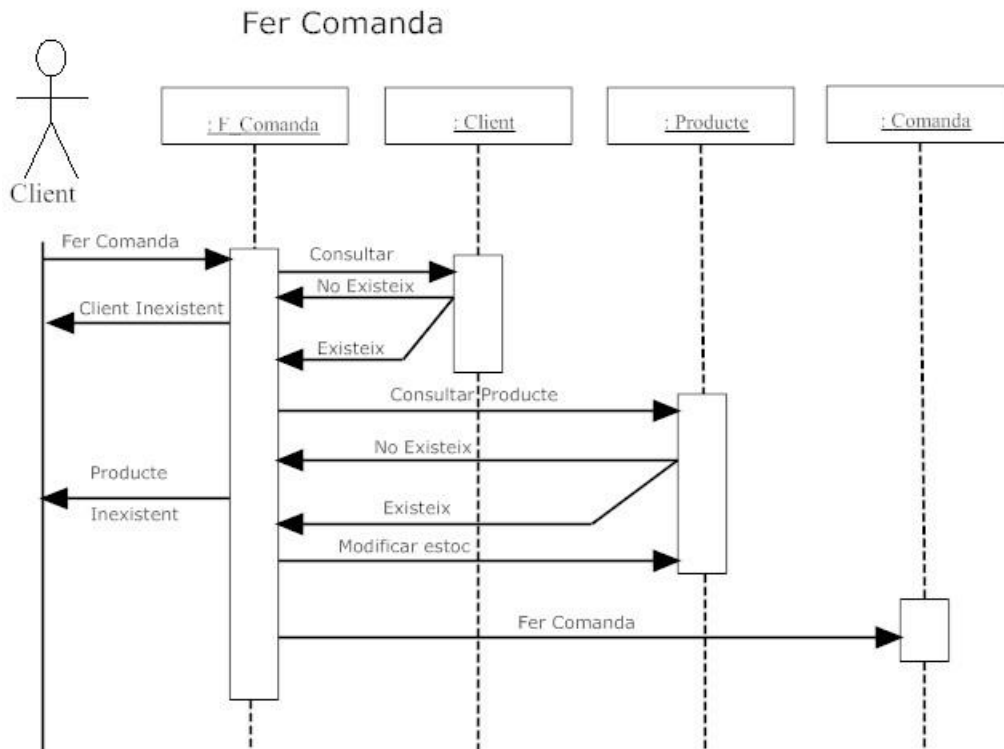 Fer Comanda
: F_Comanda
: Client
: Producte
: Comanda
Client
Fer Comanda
Consultar
No Existeix
Client Inexistent
Existeix
Consultar Producte
No Existeix
Producte
Inexistent
Existeix
Modificar estoc
Fer Comanda